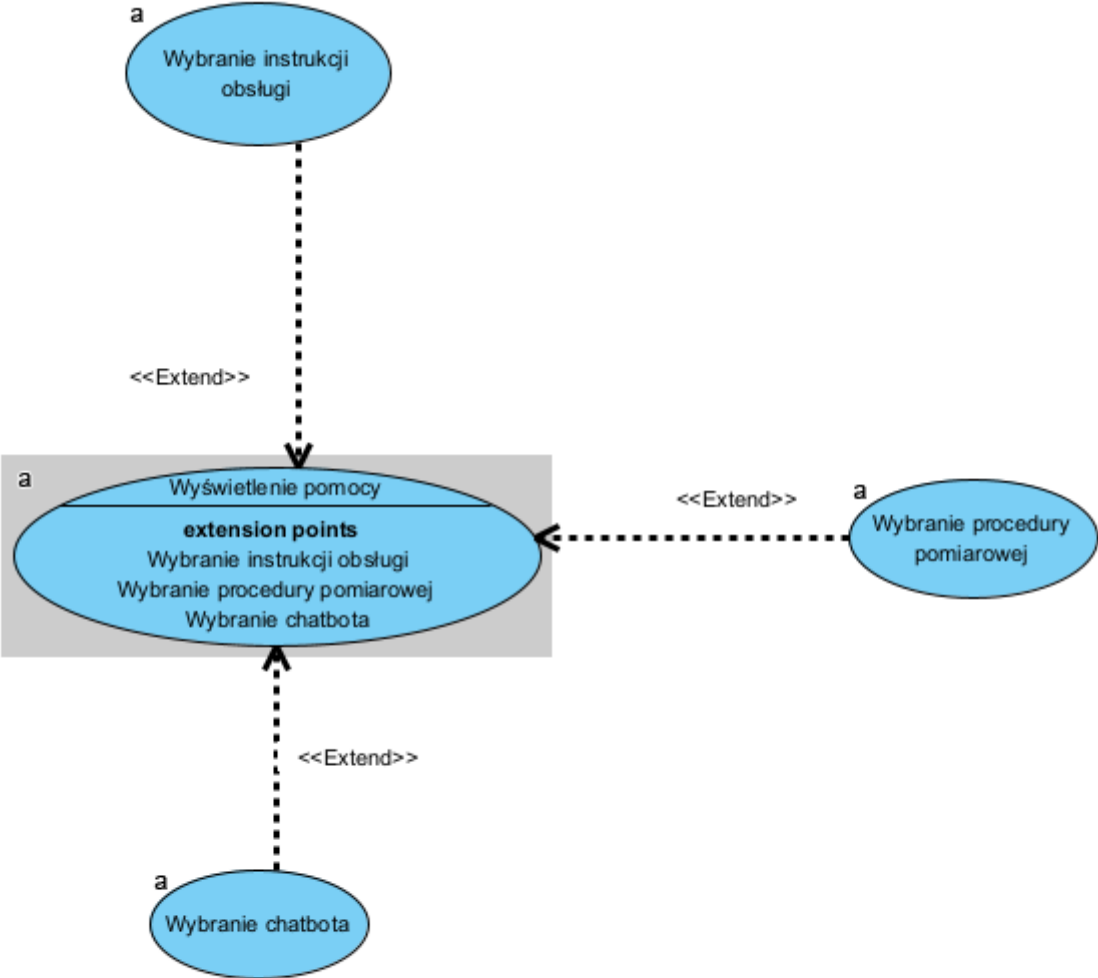 a
Wybranie instrukcji
obsługi
<<Extend>>
a
Wyświetlenie pomocy
extension points
Wybranie instrukcji obsługi
Wybranie procedury pomiarowej
Wybranie chatbota
<<Extend>>
a
Wybranie procedury
pomiarowej
<<Extend>>
a
Wybranie chatbota